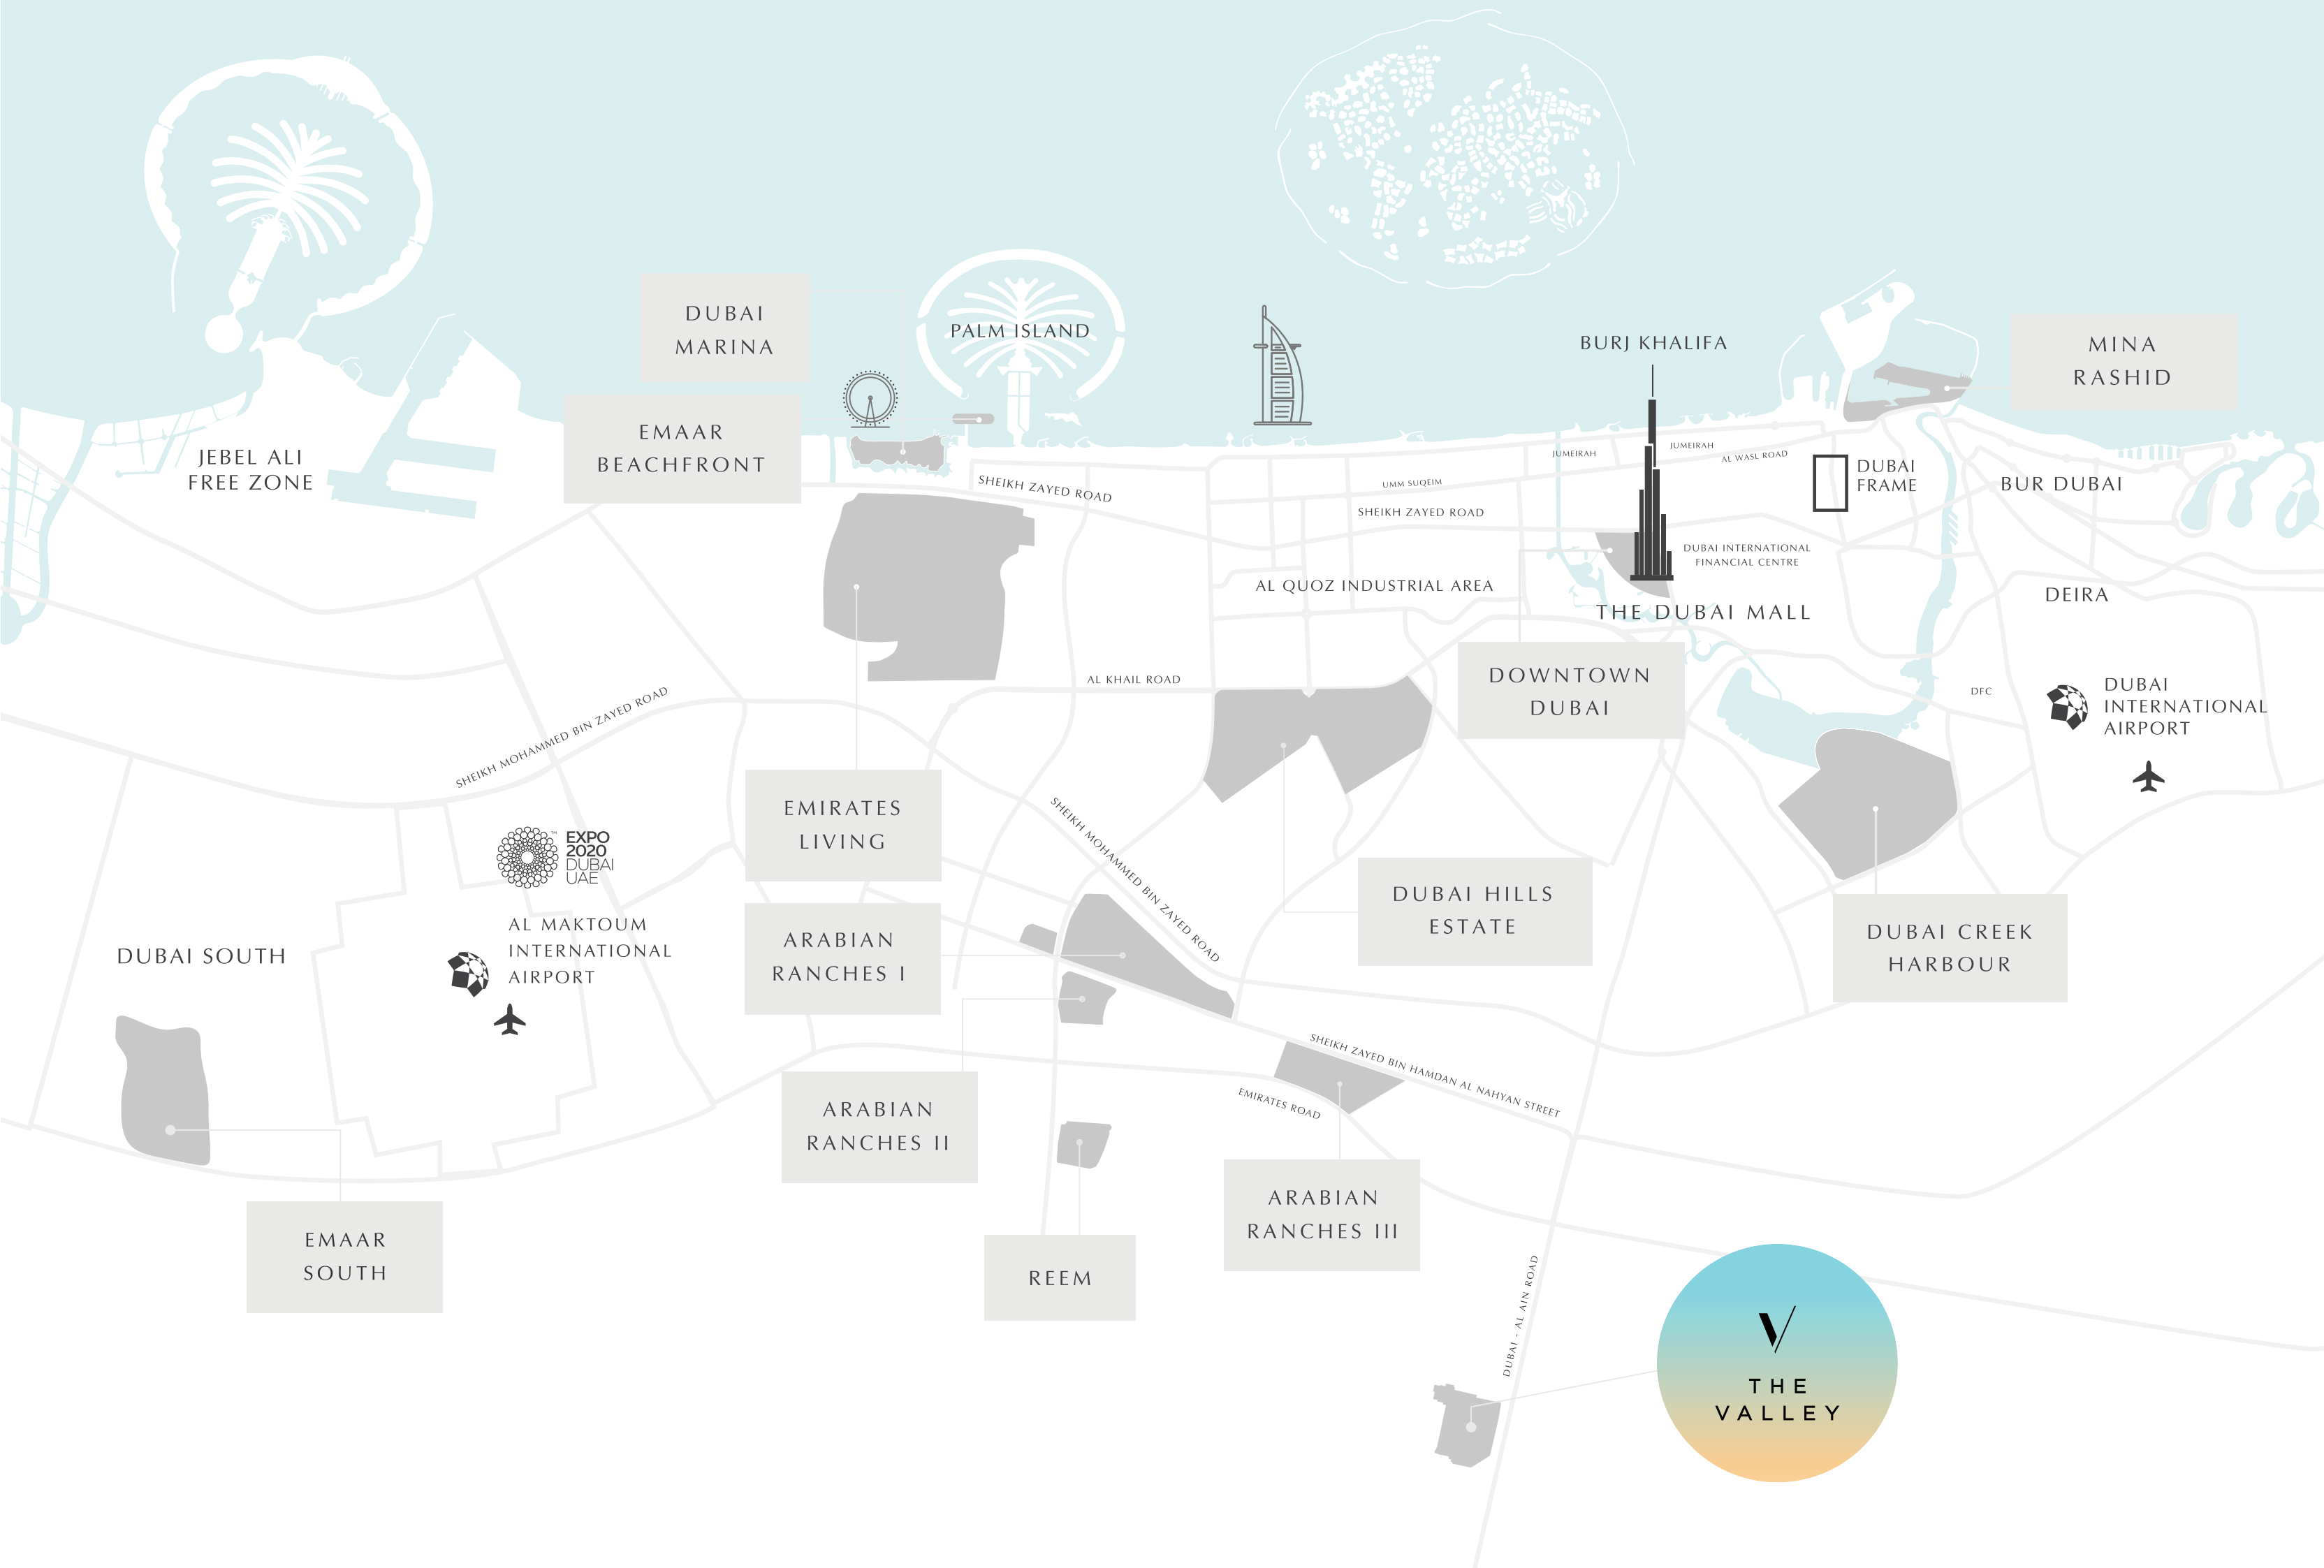 DUBAI
MARINA
PALM ISLAND
BURJ KHALIFA
MINA
RASHID
EMAAR
BEACHFRONT
JEBEL ALI
FREE ZONE
SHEIKH ZAYED ROAD
UMM SUQEIM
SHEIKH ZAYED ROAD
JUMEIRAH
JUMEIRAH
AL WASL ROAD
DUBAI
FRAME
BUR DUBAI
DUBAI INTERNATIONAL
FINANCIAL CENTRE
AL QUOZ INDUSTRIAL AREA
THE DUBAI MALL
DEIRA
DOWNTOWN
DUBAI
AL KHAIL ROAD
DFC
DUBAI
INTERNATIONAL
AIRPORT
SHEIKH MOHAMMED BIN ZAYED ROAD
EXPO
2020
DUBAI
UAE
™
EMIRATES
LIVING
SHEIKH MOHAMMED BIN ZAYED ROAD
DUBAI HILLS
ESTATE
DUBAI CREEK
HARBOUR
DUBAI SOUTH
AL MAKTOUM
INTERNATIONAL
AIRPORT
ARABIAN
RANCHES I
SHEIKH ZAYED BIN HAMDAN AL NAHYAN STREET
EMIRATES ROAD
ARABIAN
RANCHES II
ARABIAN
RANCHES III
EMAAR
SOUTH
REEM
DUBAI - AL AIN ROAD
V
THE
VALLEY